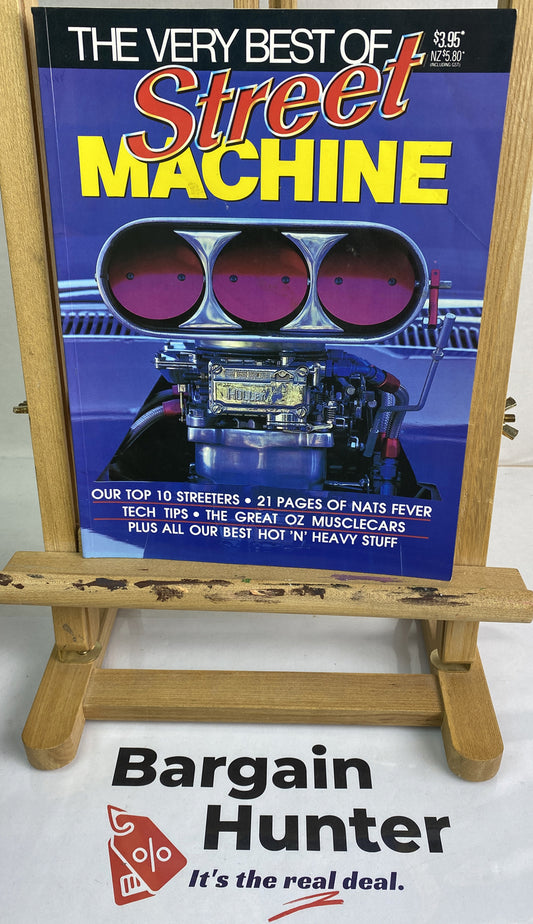 THE VERY BEST OF
$3.95*
NZ$5.80*
(INCLUDING GST)
Street
MACHINE
Holley
OUR TOP 10 STREETERS • 21 PAGES OF NATS FEVER
TECH TIPS • THE GREAT OZ MUSCLECARS
PLUS ALL OUR BEST HOT 'N' HEAVY STUFF
Bargain
Hunter
%
It's the real deal.